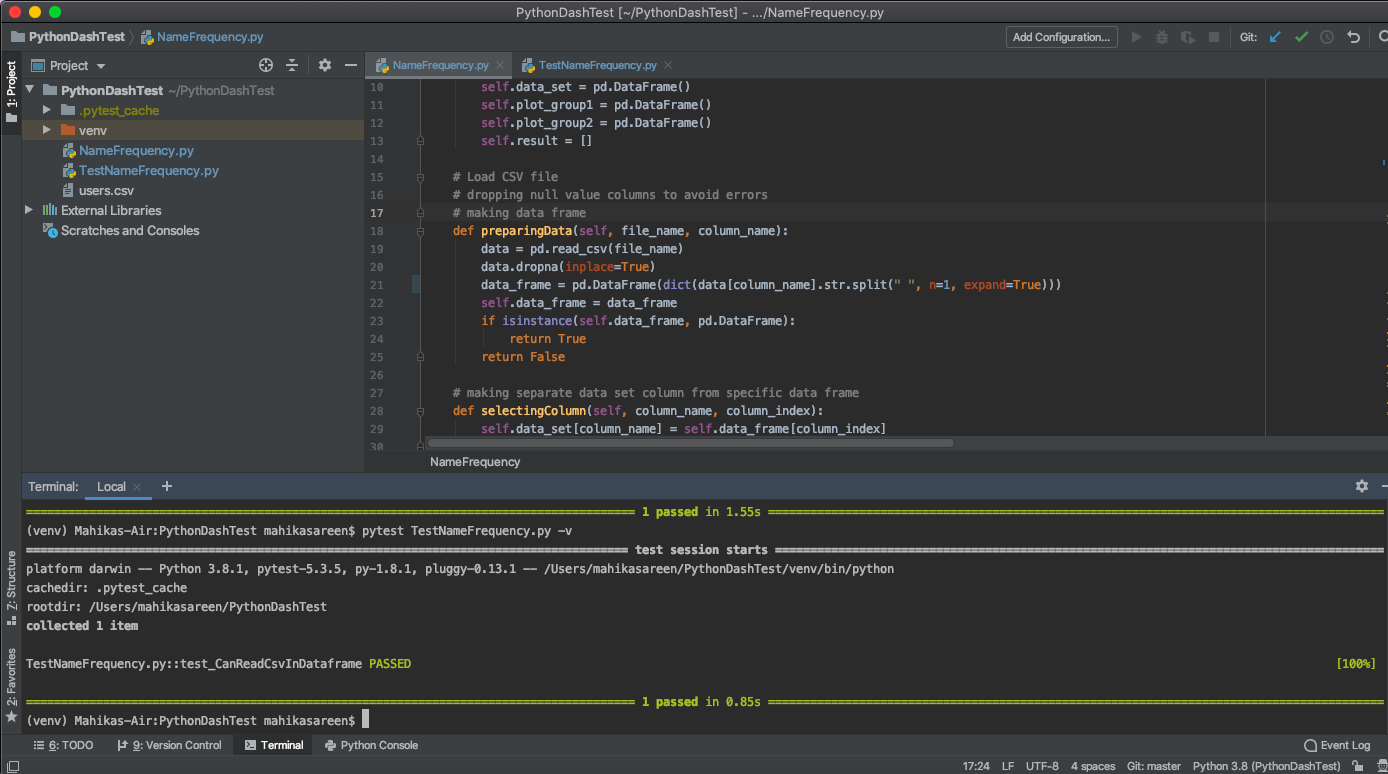 PythonDashTest [~/PythonDashTest] - .../NameFrequency.py
PythonDashTest NameFrequency.py Add Configuration... Git:
1: Project
Project
PythonDashTest ~/PythonDashTest
.pytest_cache
venv
NameFrequency.py
TestNameFrequency.py
users.csv
External Libraries
Scratches and Consoles
NameFrequency.py TestNameFrequency.py
10 self.data_set = pd.DataFrame()
11 self.plot_group1 = pd.DataFrame()
12 self.plot_group2 = pd.DataFrame()
13 self.result = []
14
15 # Load CSV file
16 # dropping null value columns to avoid errors
17 # making data frame
18 def preparingData(self, file_name, column_name):
19 data = pd.read_csv(file_name)
20 data.dropna(inplace=True)
21 data_frame = pd.DataFrame(dict(data[column_name].str.split(" ", n=1, expand=True)))
22 self.data_frame = data_frame
23 if isinstance(self.data_frame, pd.DataFrame):
24 return True
25 return False
26
27 # making separate data set column from specific data frame
28 def selectingColumn(self, column_name, column_index):
29 self.data_set[column_name] = self.data_frame[column_index]
30
NameFrequency
Terminal: Local +
1 passed in 1.55s
(venv) Mahikas-Air:PythonDashTest mahikasareen$ pytest TestNameFrequency.py -v
test session starts
platform darwin -- Python 3.8.1, pytest-5.3.5, py-1.8.1, pluggy-0.13.1 -- /Users/mahikasareen/PythonDashTest/venv/bin/python
cachedir: .pytest_cache
rootdir: /Users/mahikasareen/PythonDashTest
collected 1 item
TestNameFrequency.py::test_CanReadCsvInDataframe PASSED [100%]
1 passed in 0.85s
(venv) Mahikas-Air:PythonDashTest mahikasareen$
7: Structure
2: Favorites
6: TODO 9: Version Control Terminal Python Console Event Log
17:24 LF UTF-8 4 spaces Git: master Python 3.8 (PythonDashTest)